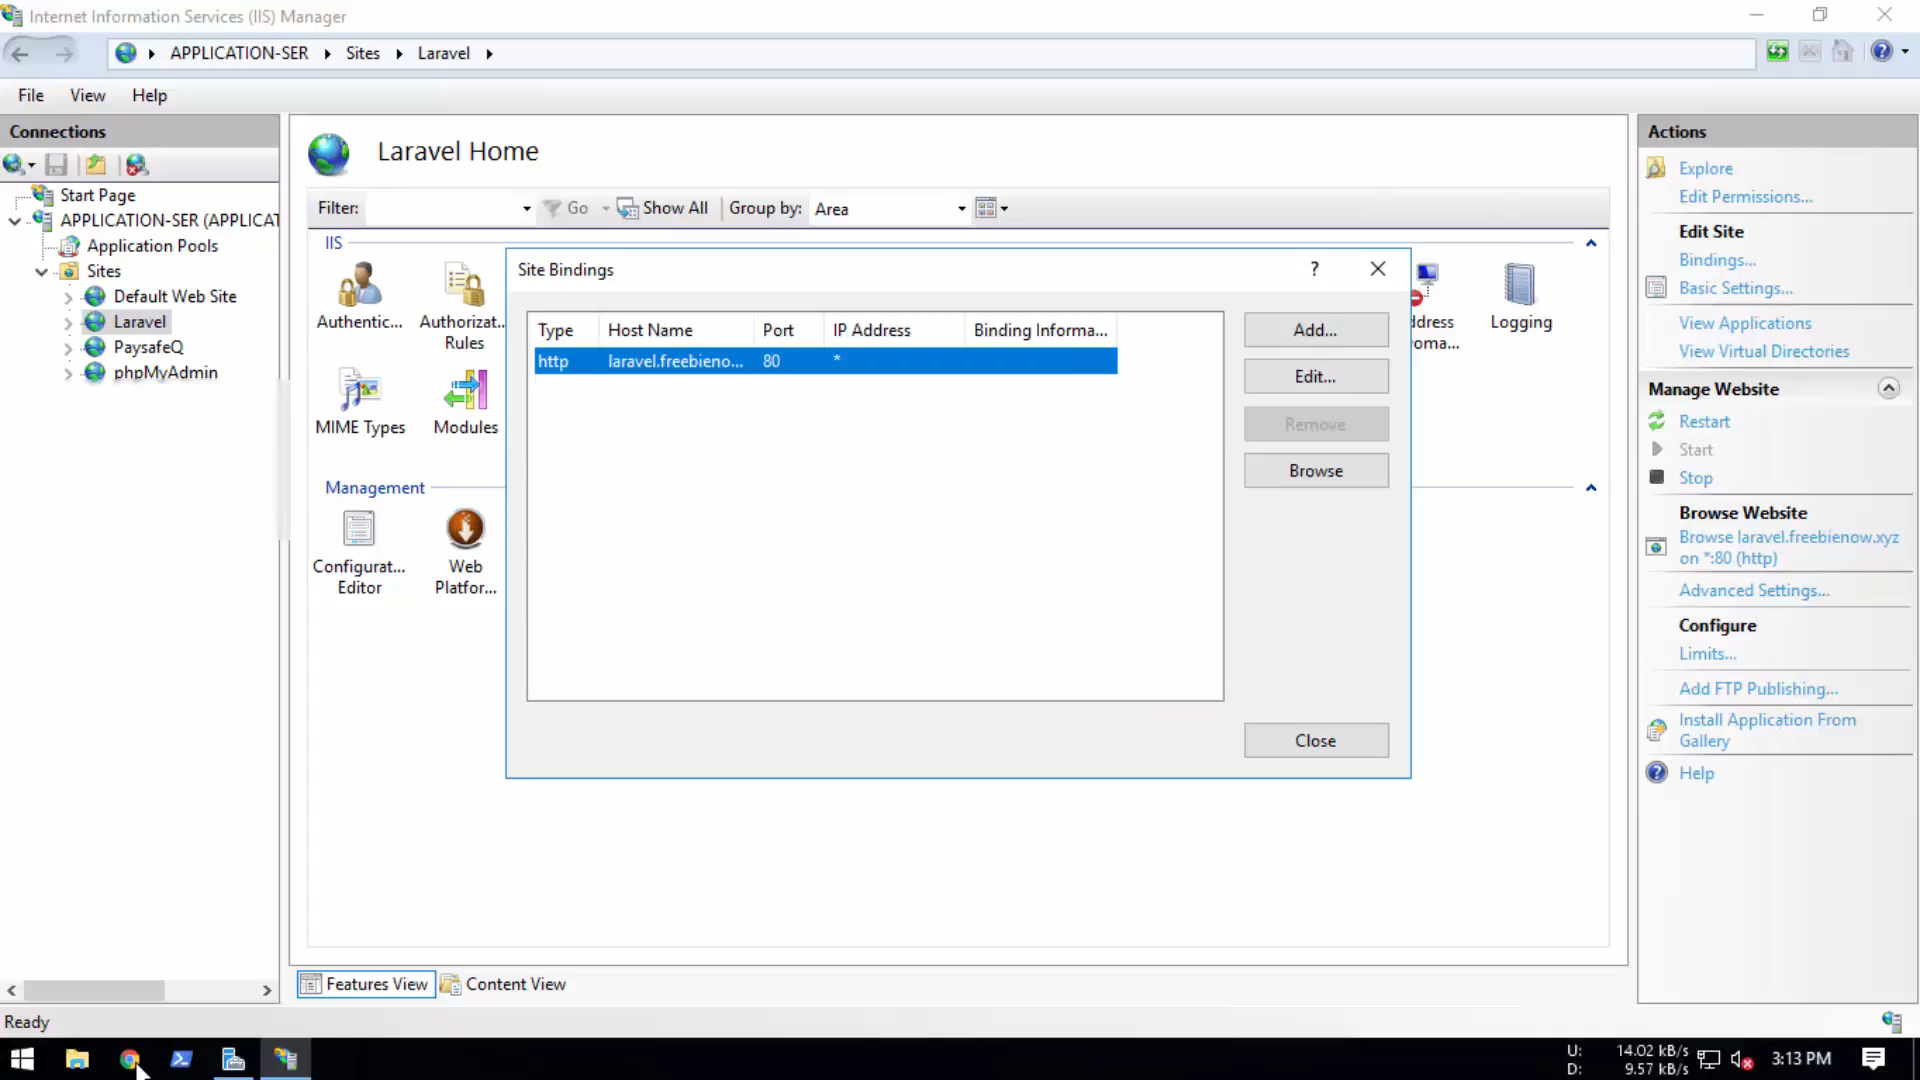 Internet Information Services (IIS) Manager
APPLICATION-SER Sites Laravel
File View Help
Connections
Start Page
APPLICATION-SER (APPLICAT
Application Pools
Sites
Default Web Site
Laravel
PaysafeQ
phpMyAdmin
Laravel Home
Filter: Go Show All Group by: Area
IIS
Authentic...
Authorizat...
Rules
MIME Types
Modules
Management
Configurat...
Editor
Web
Platfor...
ddress
oma...
Logging
Site Bindings ?
Type Host Name Port IP Address Binding Informa...
http laravel.freebieno... 80 *
Add...
Edit...
Remove
Browse
Close
Features View Content View
Actions
Explore
Edit Permissions...
Edit Site
Bindings...
Basic Settings...
View Applications
View Virtual Directories
Manage Website
Restart
Start
Stop
Browse Website
Browse laravel.freebienow.xyz
on *:80 (http)
Advanced Settings...
Configure
Limits...
Add FTP Publishing...
Install Application From
Gallery
Help
Ready
U: 14.02 kB/s
D: 9.57 kB/s
3:13 PM